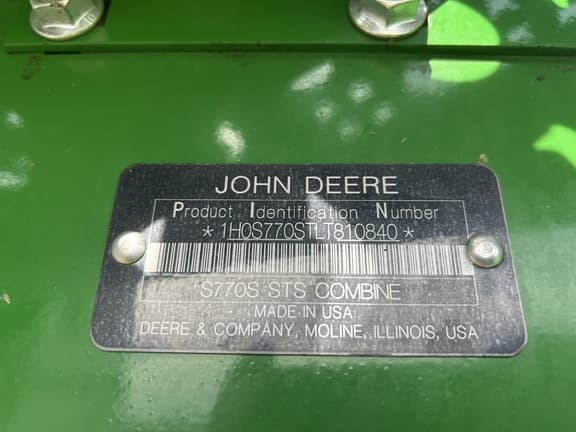 JOHN DEERE
Product Identification Number
* 1H0S770STLT810840 *
S770S STS COMBINE
MADE IN USA
DEERE & COMPANY, MOLINE, ILLINOIS, USA